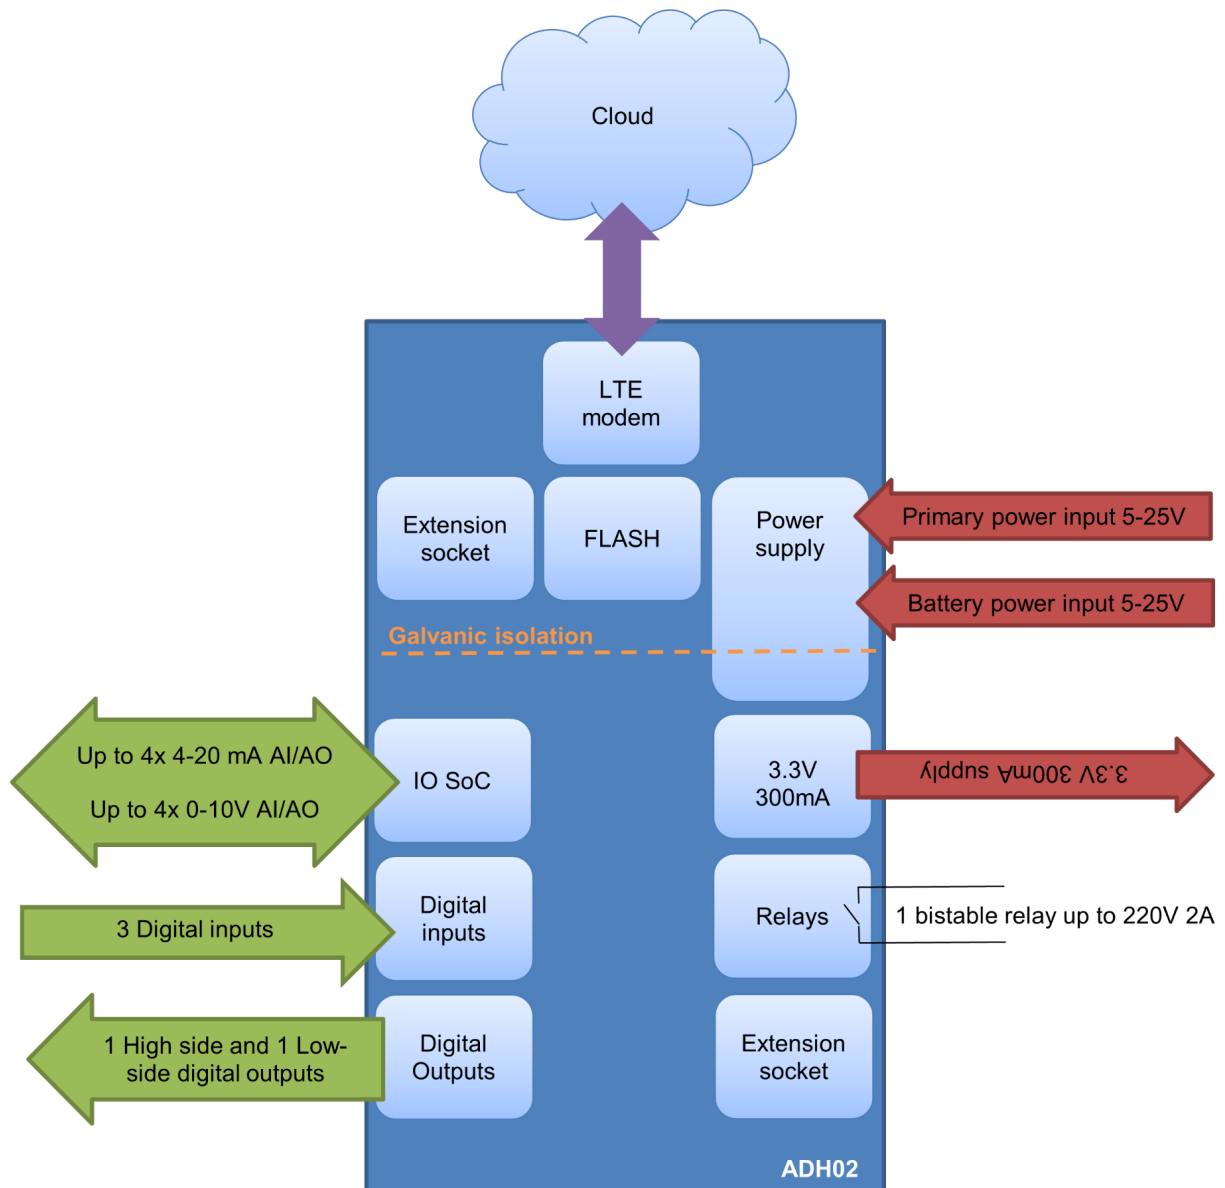 Cloud
LTE
modem
Extension
socket
FLASH
Power
supply
Primary power input 5-25V
Battery power input 5-25V
Galvanic isolation
Up to 4x 4-20 mA AI/AO
Up to 4x 0-10V AI/AO
IO SoC
3.3V
300mA
3.3V 300mA supply
3 Digital inputs
Digital
inputs
Relays
1 bistable relay up to 220V 2A
1 High side and 1 Low-
side digital outputs
Digital
Outputs
Extension
socket
ADH02